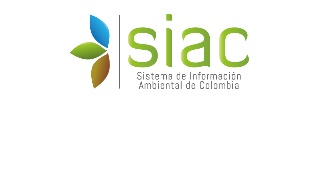 siac
Sistema de Información
Ambiental de Colombia